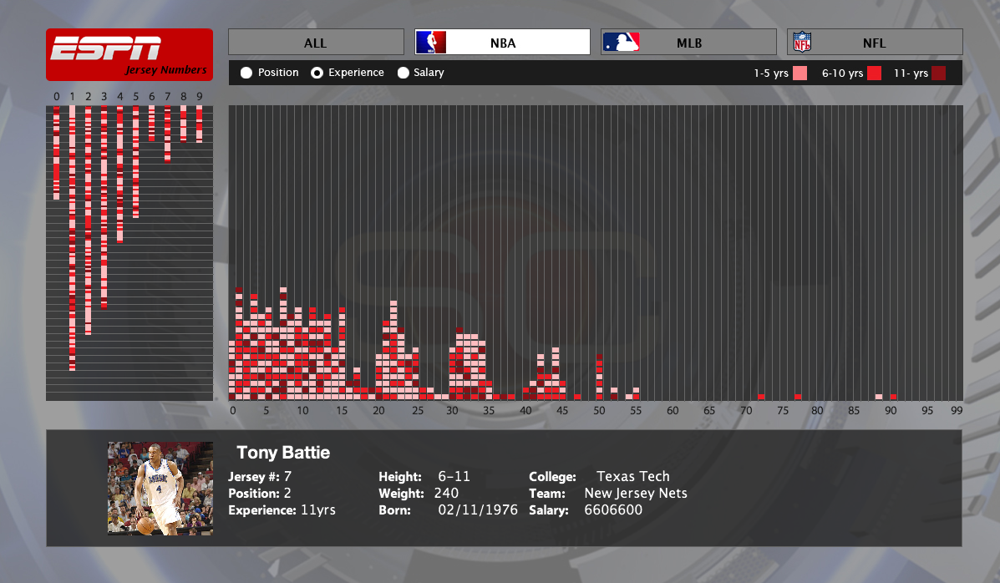 ESPN
Jersey Numbers
ALL
NBA
MLB
NFL
Position
Experience
Salary
1-5 yrs
6-10 yrs
11- yrs
0 1 2 3 4 5 6 7 8 9
0 5 10 15 20 25 30 35 40 45 50 55 60 65 70 75 80 85 90 95 99
Tony Battie
Jersey #: 7 Height: 6-11 College: Texas Tech
Position: 2 Weight: 240 Team: New Jersey Nets
Experience: 11yrs Born: 02/11/1976 Salary: 6606600
4